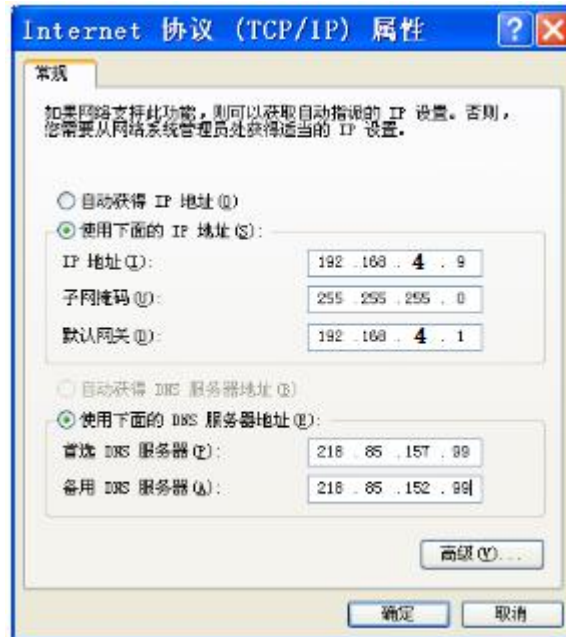 Internet 协议 (TCP/IP) 属性
常规
如果网络支持此功能，则可以获取自动指派的 IP 设置。否则，
您需要从网络系统管理员处获得适当的 IP 设置。
自动获得 IP 地址(O)
使用下面的 IP 地址(S):
IP 地址(I): 192 .168 . 4 . 9
子网掩码(U): 255 .255 .255 . 0
默认网关(D): 192 .168 . 4 . 1
自动获得 DNS 服务器地址(B)
使用下面的 DNS 服务器地址(E):
首选 DNS 服务器(P): 218 . 85 .157 . 99
备用 DNS 服务器(A): 218 . 85 .152 . 99
高级(V)...
确定 取消